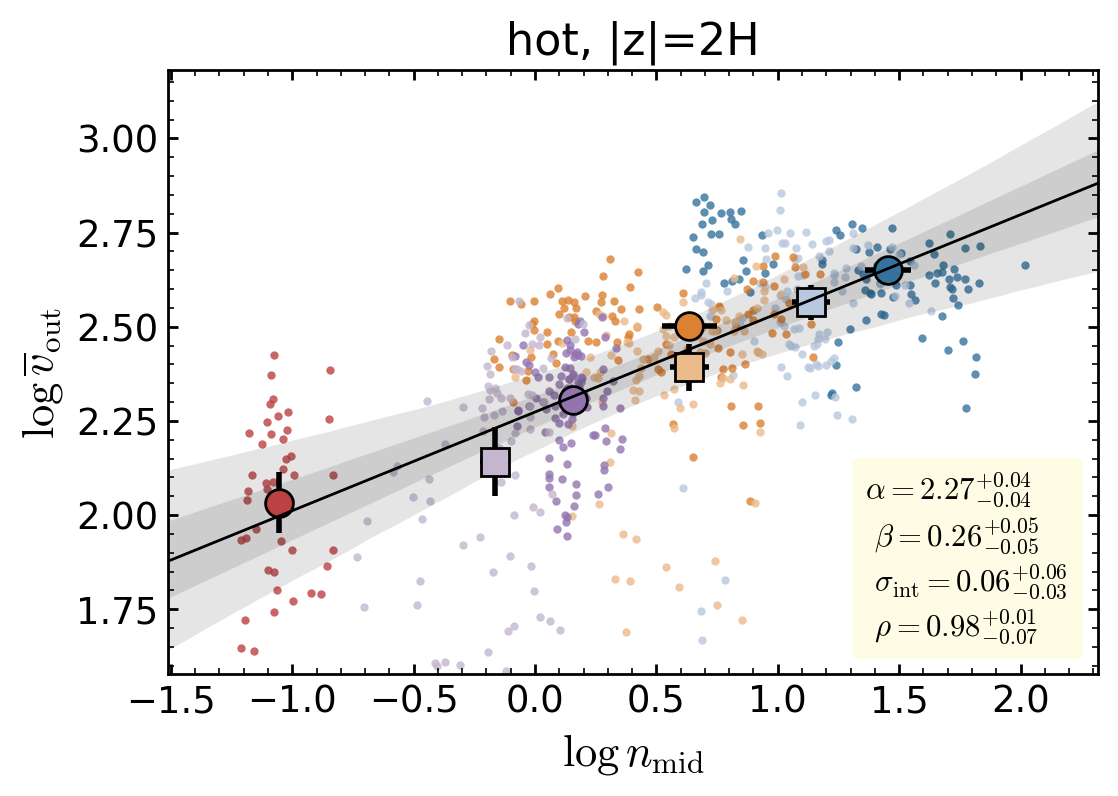 hot, |z|=2H
3.00
2.75
2.50
2.25
2.00
1.75
log v̅_out
α = 2.27^{+0.04}_{−0.04}
β = 0.26^{+0.05}_{−0.05}
σ_int = 0.06^{+0.06}_{−0.03}
ρ = 0.98^{+0.01}_{−0.07}
−1.5 −1.0 −0.5 0.0 0.5 1.0 1.5 2.0
log n_mid